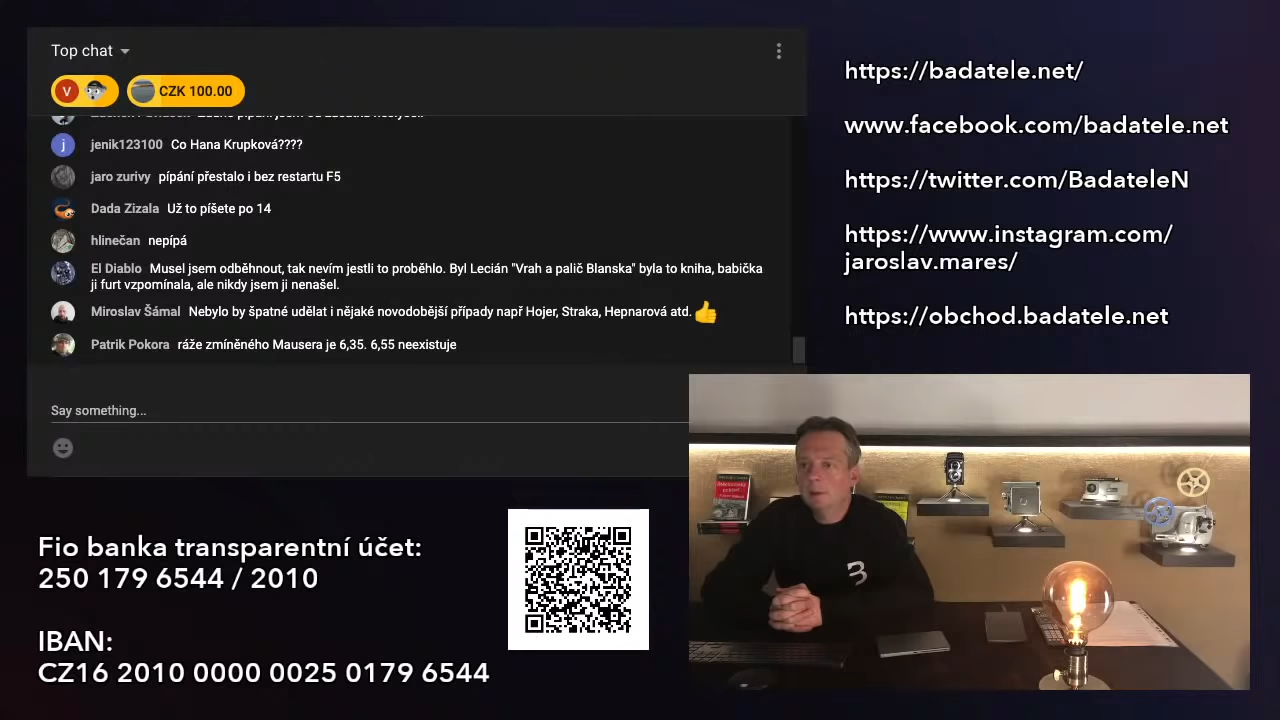 Top chat
V
CZK 100.00
j
jenik123100 Co Hana Krupková????
jaro zurivy pípání přestalo i bez restartu F5
Dada Zizala Už to píšete po 14
hlinečan nepípá
El Diablo Musel jsem odběhnout, tak nevím jestli to proběhlo. Byl Lecián "Vrah a palič Blanska" byla to kniha, babička
ji furt vzpomínala, ale nikdy jsem ji nenašel.
Miroslav Šámal Nebylo by špatné udělat i nějaké novodobější případy např Hojer, Straka, Hepnarová atd.
Patrik Pokora ráže zmíněného Mausera je 6,35. 6,55 neexistuje
Say something...
https://badatele.net/
www.facebook.com/badatele.net
https://twitter.com/BadateleN
https://www.instagram.com/
jaroslav.mares/
https://obchod.badatele.net
Fio banka transparentní účet:
250 179 6544 / 2010
IBAN:
CZ16 2010 0000 0025 0179 6544